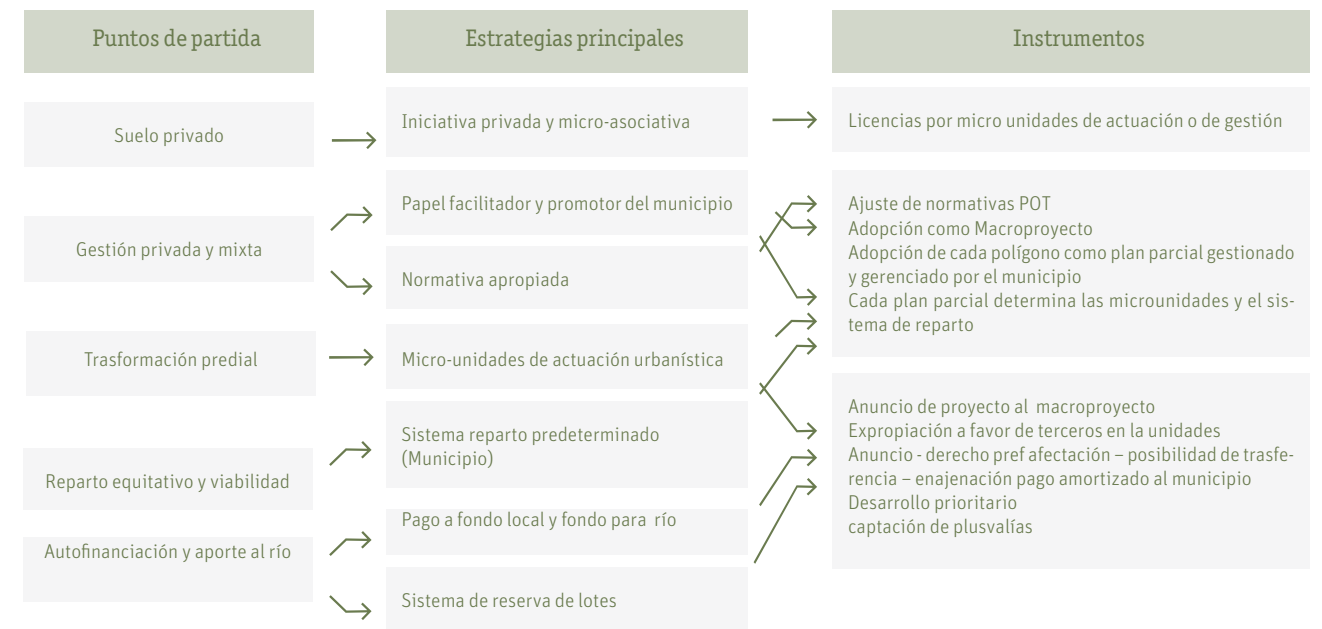 Puntos de partida
Estrategias principales
Instrumentos
Suelo privado
Gestión privada y mixta
Trasformación predial
Reparto equitativo y viabilidad
Autofinanciación y aporte al río
Iniciativa privada y micro-asociativa
Papel facilitador y promotor del municipio
Normativa apropiada
Micro-unidades de actuación urbanística
Sistema reparto predeterminado
(Municipio)
Pago a fondo local y fondo para río
Sistema de reserva de lotes
Licencias por micro unidades de actuación o de gestión
Ajuste de normativas POT
Adopción como Macroproyecto
Adopción de cada polígono como plan parcial gestionado
y gerenciado por el municipio
Cada plan parcial determina las microunidades y el sis-
tema de reparto
Anuncio de proyecto al macroproyecto
Expropiación a favor de terceros en la unidades
Anuncio - derecho pref afectación – posibilidad de trasfe-
rencia – enajenación pago amortizado al municipio
Desarrollo prioritario
captación de plusvalías